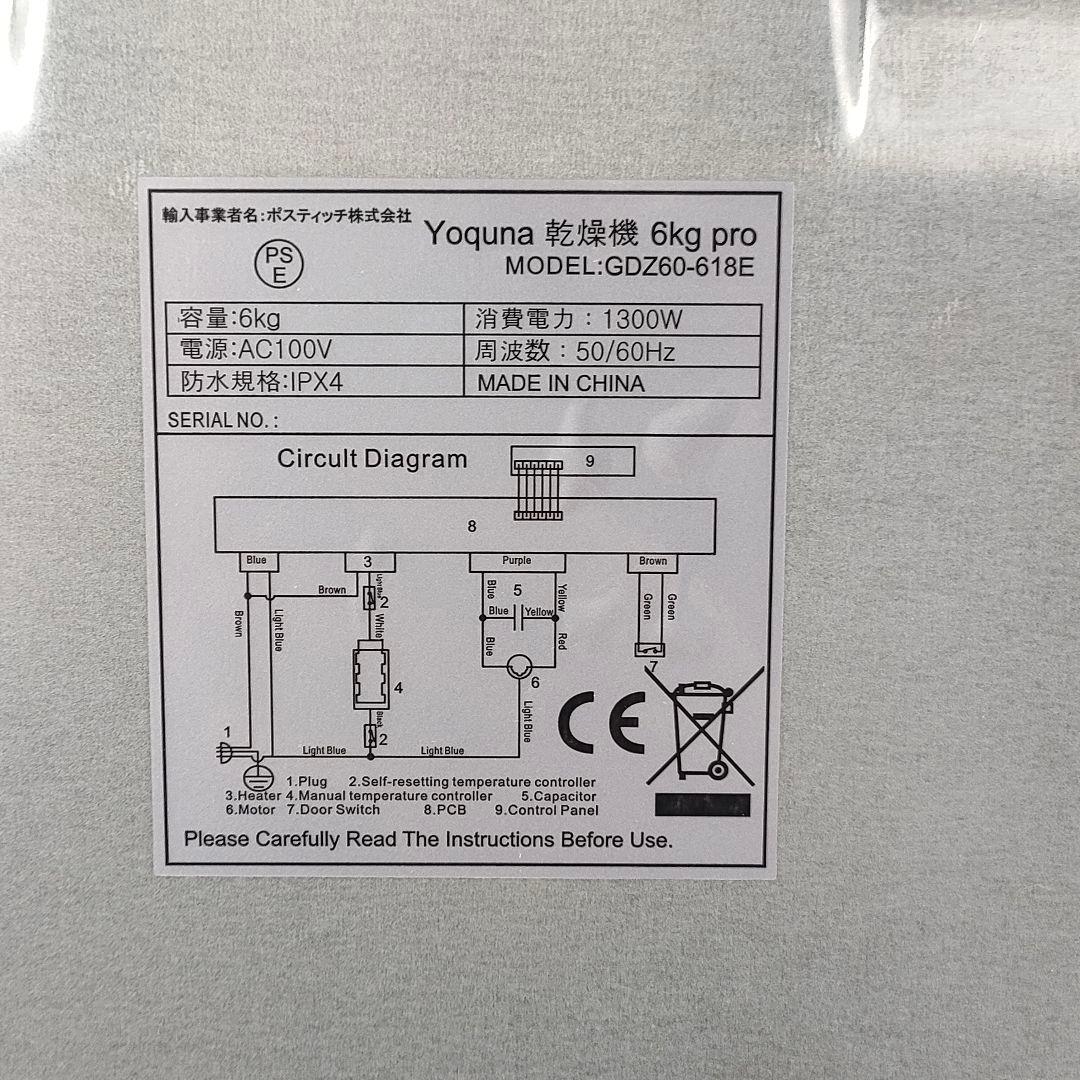 輸入事業者名:ポスティッチ株式会社
PS
E
Yoquna 乾燥機 6kg pro
MODEL:GDZ60-618E
容量:6kg
消費電力：1300W
電源:AC100V
周波数：50/60Hz
防水規格:IPX4
MADE IN CHINA
SERIAL NO.:
Circult Diagram
9
8
Blue
3
Purple
Brown
Brown
2
Blue
5
Yellow
Blue
Yellow
Green
Green
Brown
Light Blue
White
Blue
Red
7
4
6
Black
2
Light Blue
1
Light Blue
Light Blue
CE
1.Plug 2.Self-resetting temperature controller
3.Heater 4.Manual temperature controller 5.Capacitor
6.Motor 7.Door Switch 8.PCB 9.Control Panel
Please Carefully Read The Instructions Before Use.